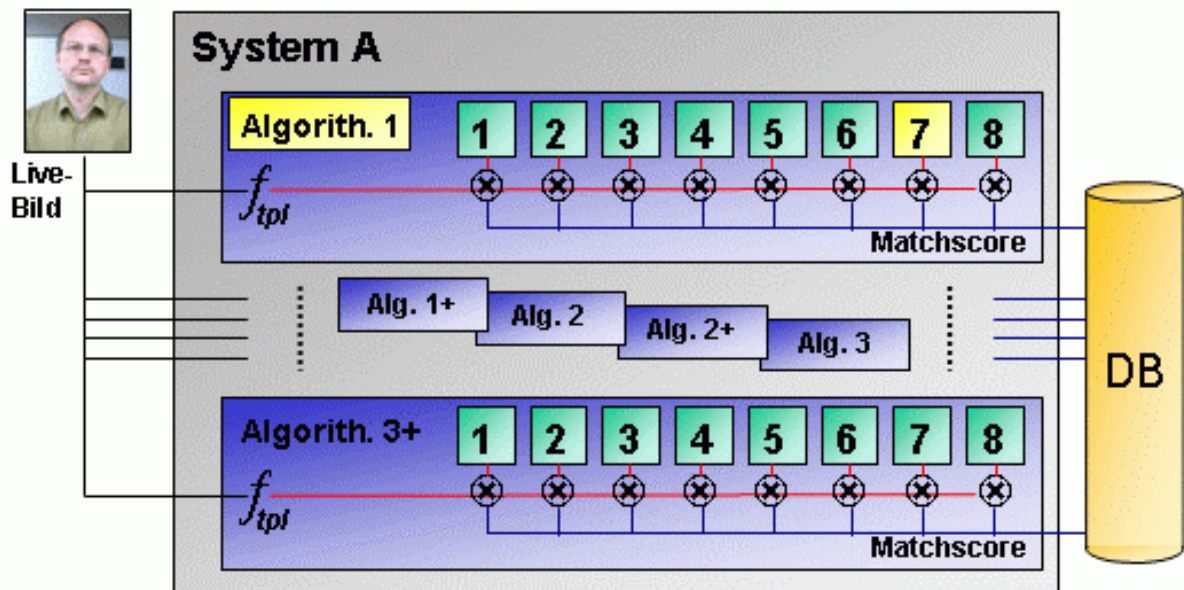 System A
Live-
Bild
Algorith. 1
1 2 3 4 5 6 7 8
f tpl
Matchscore
Alg. 1+
Alg. 2
Alg. 2+
Alg. 3
DB
Algorith. 3+
1 2 3 4 5 6 7 8
f tpl
Matchscore